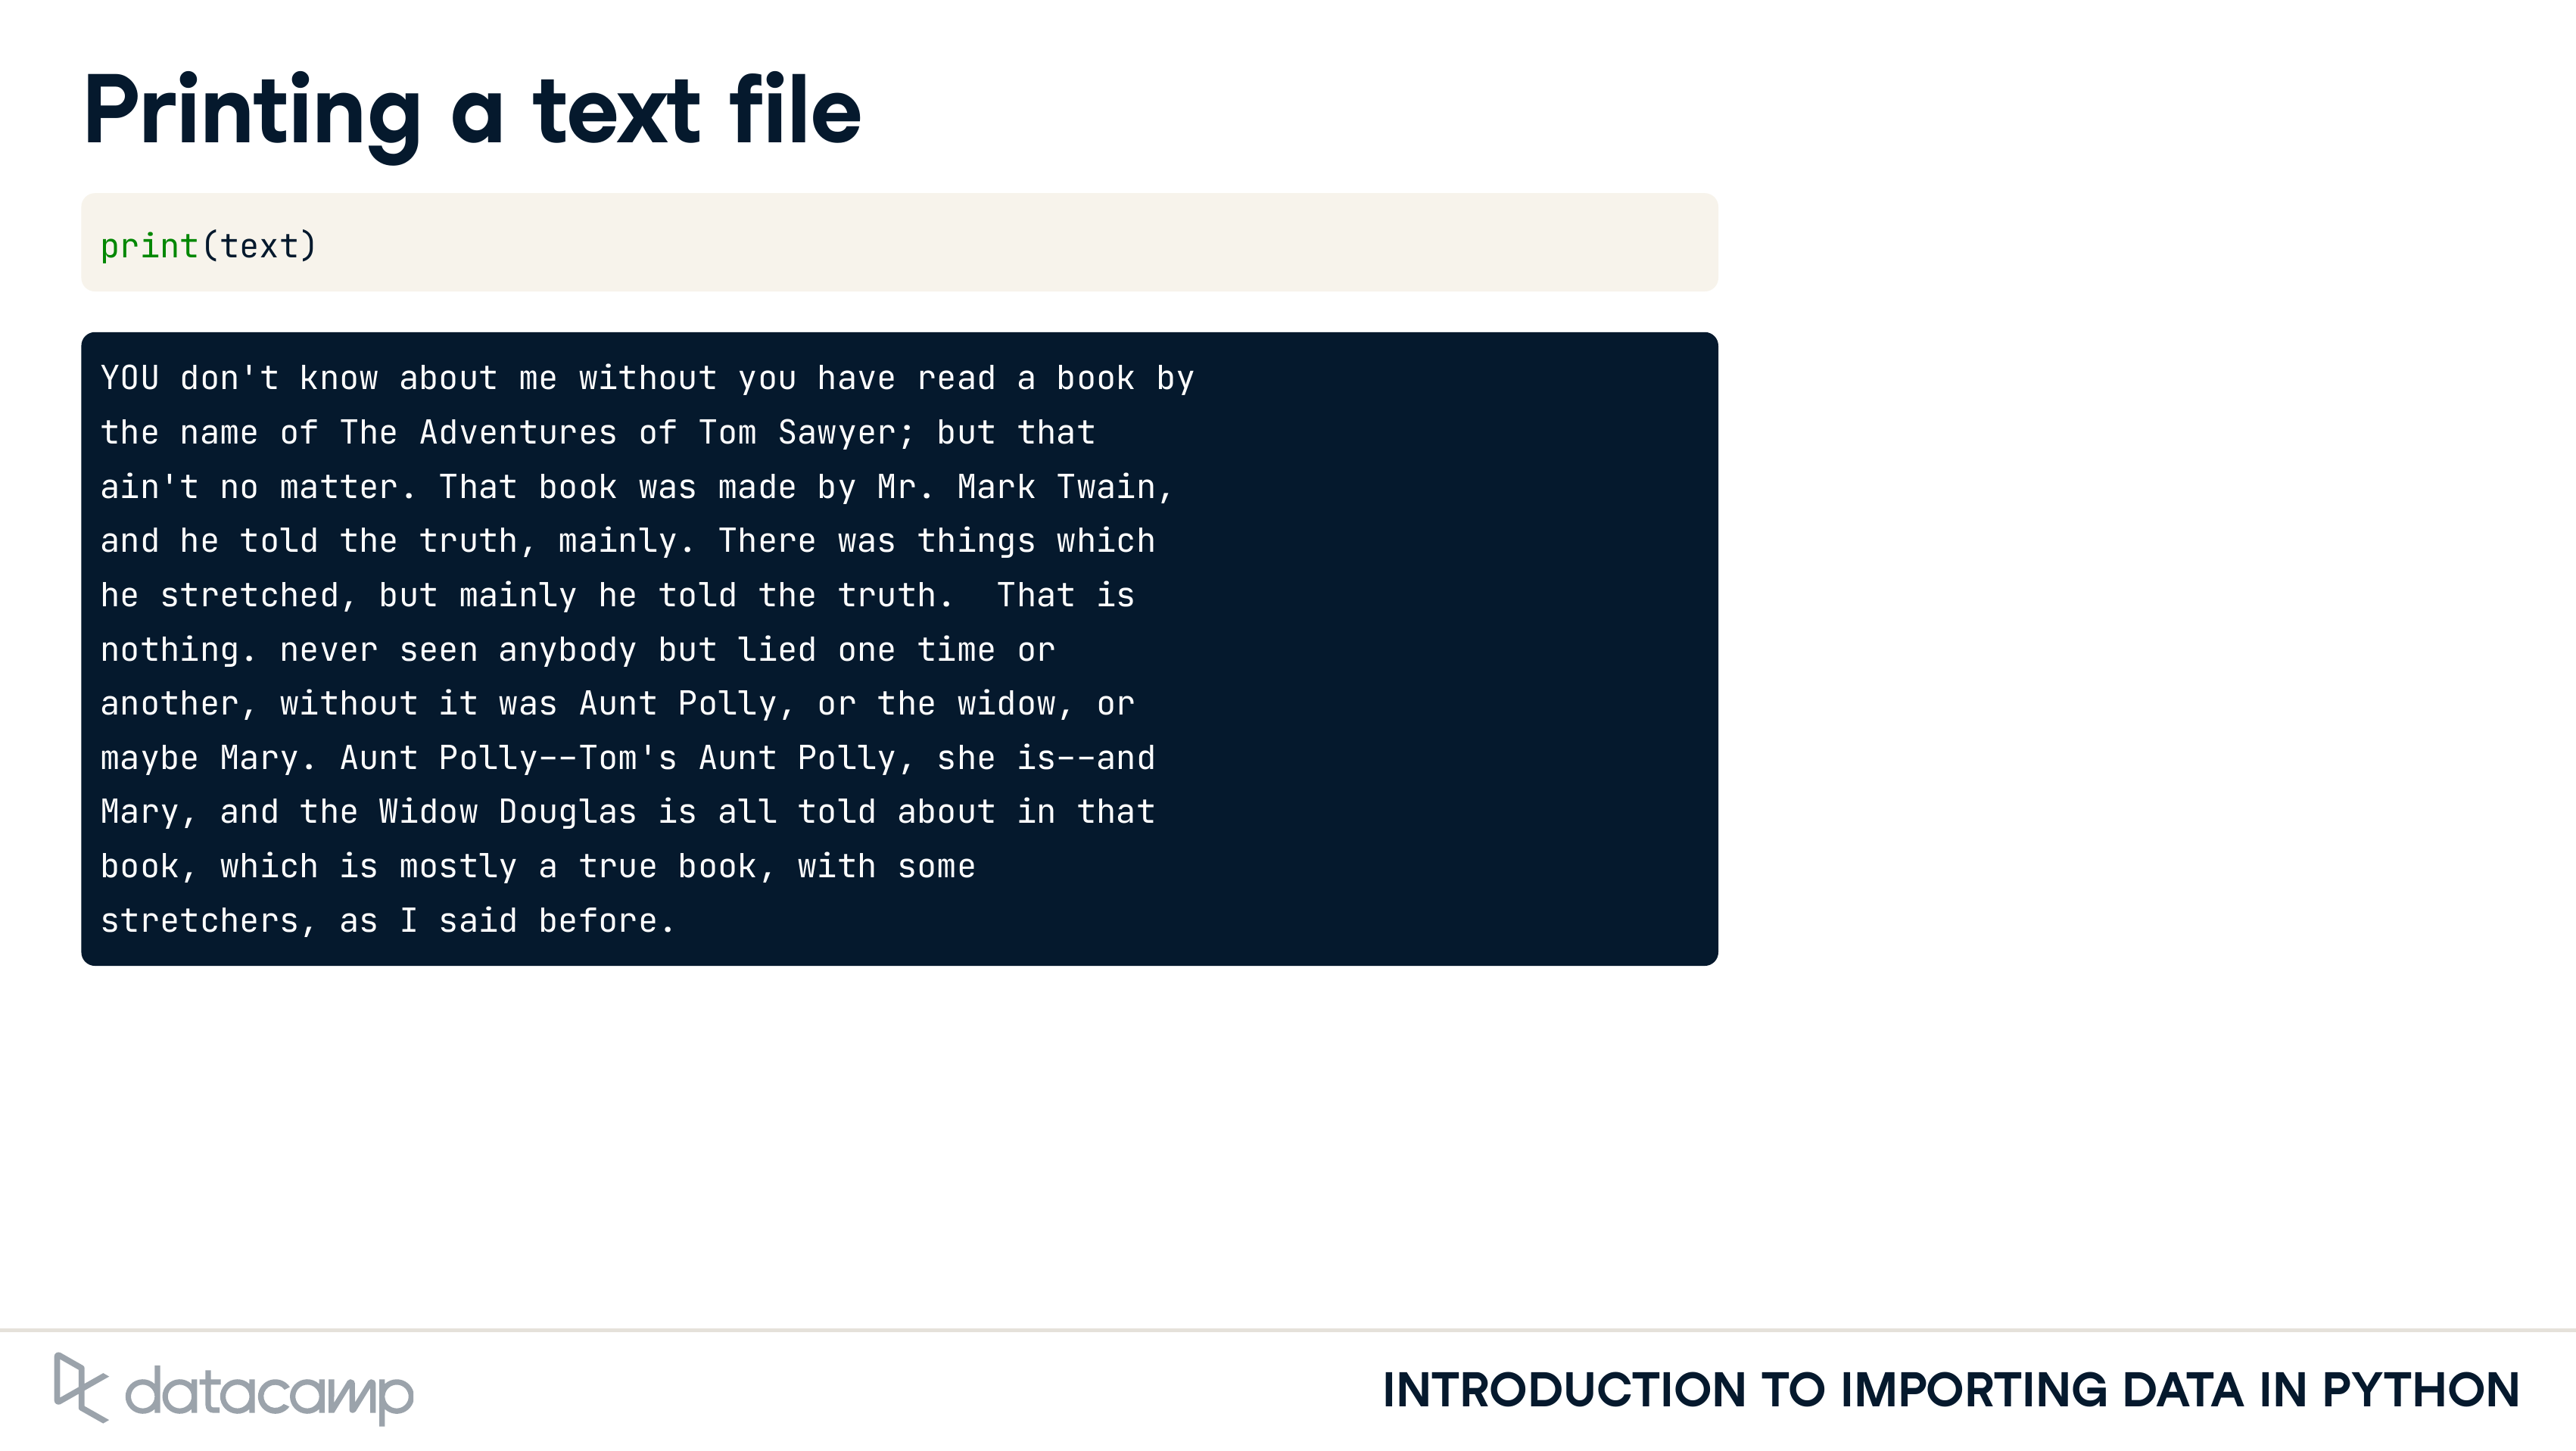 Printing a text file
print(text)
YOU don't know about me without you have read a book by
the name of The Adventures of Tom Sawyer; but that
ain't no matter. That book was made by Mr. Mark Twain,
and he told the truth, mainly. There was things which
he stretched, but mainly he told the truth.  That is
nothing. never seen anybody but lied one time or
another, without it was Aunt Polly, or the widow, or
maybe Mary. Aunt Polly--Tom's Aunt Polly, she is--and
Mary, and the Widow Douglas is all told about in that
book, which is mostly a true book, with some
stretchers, as I said before.
datacamp
INTRODUCTION TO IMPORTING DATA IN PYTHON